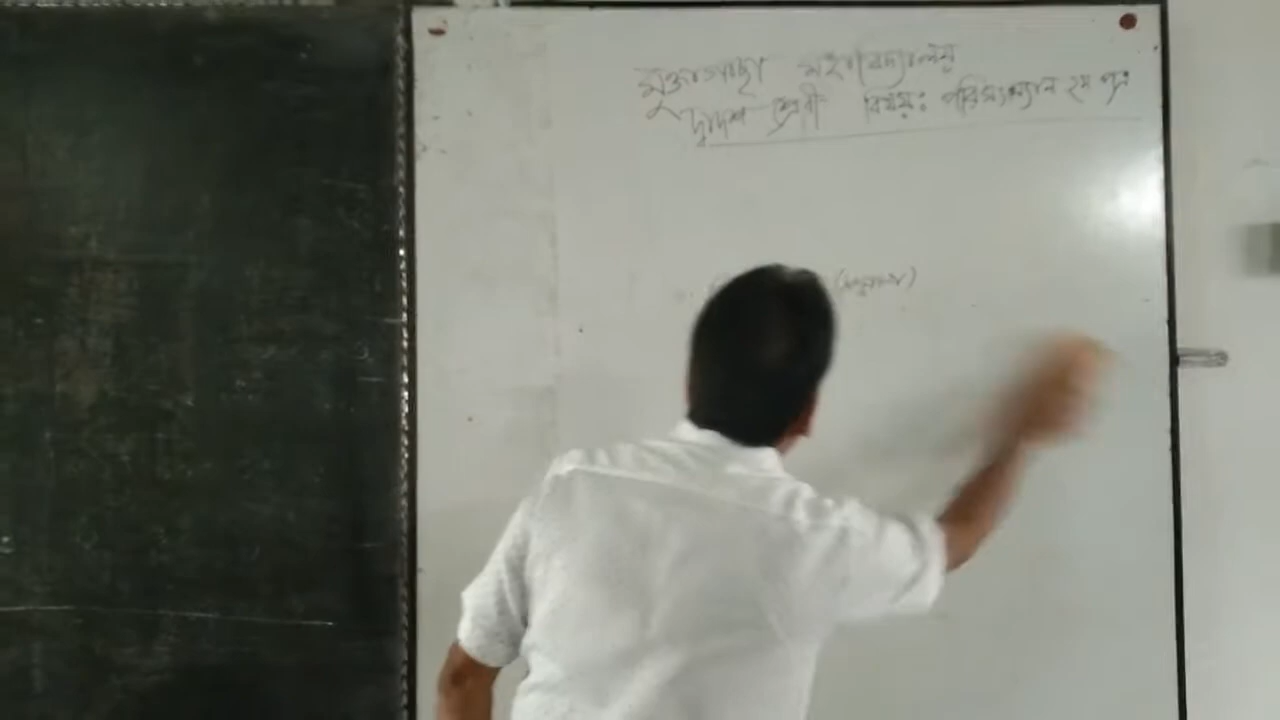 মুক্তাগাছা মহাবিদ্যালয়
দ্বাদশ শ্রেণী বিষয়ঃ পরিসংখ্যান ২য় পত্র